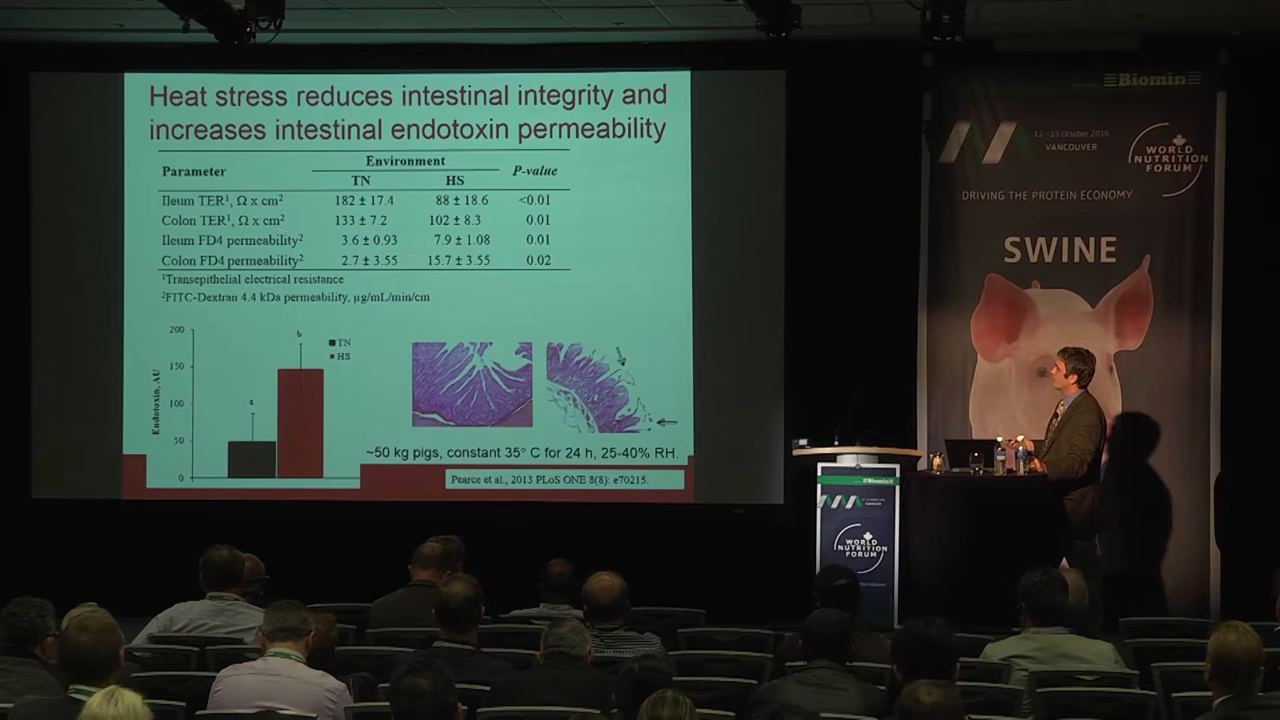 Heat stress reduces intestinal integrity and
increases intestinal endotoxin permeability
Parameter Environment P-value
TN HS
Ileum TER¹, Ω x cm² 182 ± 17.4 88 ± 18.6 <0.01
Colon TER¹, Ω x cm² 133 ± 7.2 102 ± 8.3 0.01
Ileum FD4 permeability² 3.6 ± 0.93 7.9 ± 1.08 0.01
Colon FD4 permeability² 2.7 ± 3.55 15.7 ± 3.55 0.02
¹Transepithelial electrical resistance
²FITC-Dextran 4.4 kDa permeability, µg/mL/min/cm
Endotoxin, AU
200
150
100
50
0
a
b
TN
HS
~50 kg pigs, constant 35° C for 24 h, 25-40% RH.
Pearce et al., 2013 PLoS ONE 8(8): e70215.
Biomin
12 - 15 October 2016
VANCOUVER
WORLD
NUTRITION
FORUM
DRIVING THE PROTEIN ECONOMY
SWINE
Biomin
WORLD
NUTRITION
FORUM